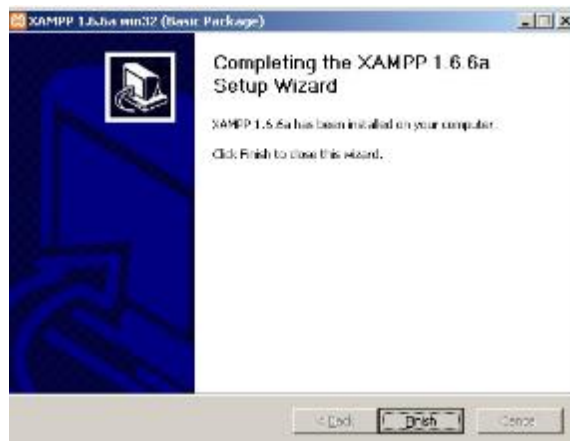 XAMPP 1.6.6a win32 (Basic Package)
Completing the XAMPP 1.6.6a
Setup Wizard
XAMPP 1.6.6a has been installed on your computer.
Click Finish to close this wizard.
< Back Finish Cancel